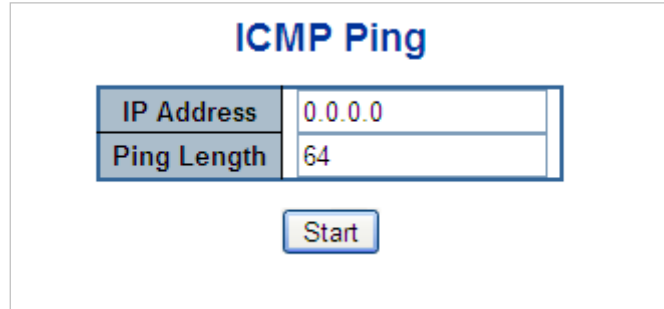 ICMP Ping
IP Address 0.0.0.0
Ping Length 64
Start